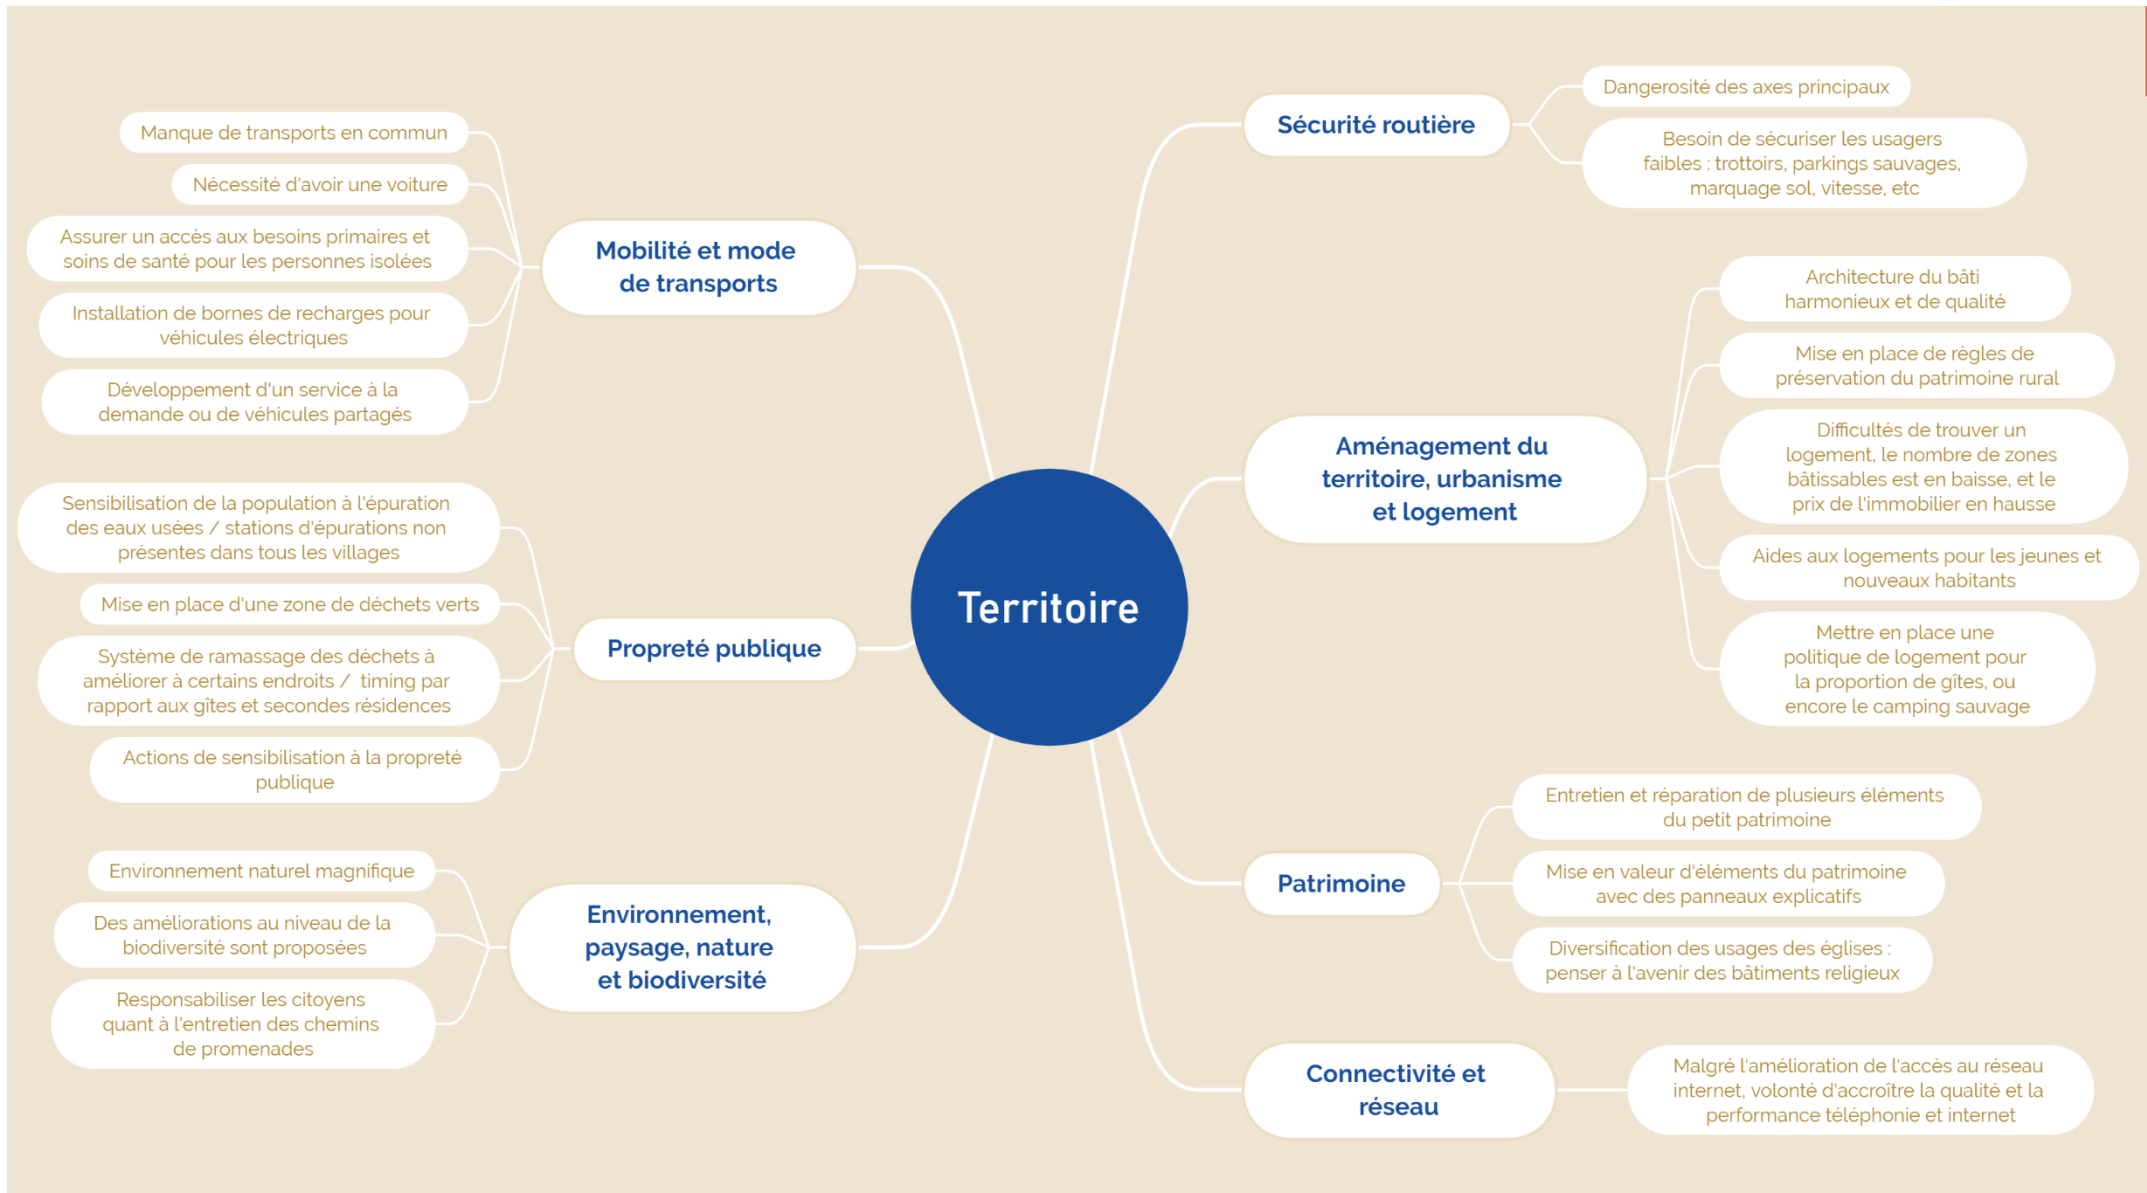 Territoire
Mobilité et mode
de transports
Manque de transports en commun
Nécessité d'avoir une voiture
Assurer un accès aux besoins primaires et
soins de santé pour les personnes isolées
Installation de bornes de recharges pour
véhicules électriques
Développement d'un service à la
demande ou de véhicules partagés
Propreté publique
Sensibilisation de la population à l'épuration
des eaux usées / stations d'épurations non
présentes dans tous les villages
Mise en place d'une zone de déchets verts
Système de ramassage des déchets à
améliorer à certains endroits / timing par
rapport aux gîtes et secondes résidences
Actions de sensibilisation à la propreté
publique
Environnement,
paysage, nature
et biodiversité
Environnement naturel magnifique
Des améliorations au niveau de la
biodiversité sont proposées
Responsabiliser les citoyens
quant à l'entretien des chemins
de promenades
Sécurité routière
Dangerosité des axes principaux
Besoin de sécuriser les usagers
faibles : trottoirs, parkings sauvages,
marquage sol, vitesse, etc
Aménagement du
territoire, urbanisme
et logement
Architecture du bâti
harmonieux et de qualité
Mise en place de règles de
préservation du patrimoine rural
Difficultés de trouver un
logement, le nombre de zones
bâtissables est en baisse, et le
prix de l'immobilier en hausse
Aides aux logements pour les jeunes et
nouveaux habitants
Mettre en place une
politique de logement pour
la proportion de gîtes, ou
encore le camping sauvage
Patrimoine
Entretien et réparation de plusieurs éléments
du petit patrimoine
Mise en valeur d'éléments du patrimoine
avec des panneaux explicatifs
Diversification des usages des églises :
penser à l'avenir des bâtiments religieux
Connectivité et
réseau
Malgré l'amélioration de l'accès au réseau
internet, volonté d'accroître la qualité et la
performance téléphonie et internet